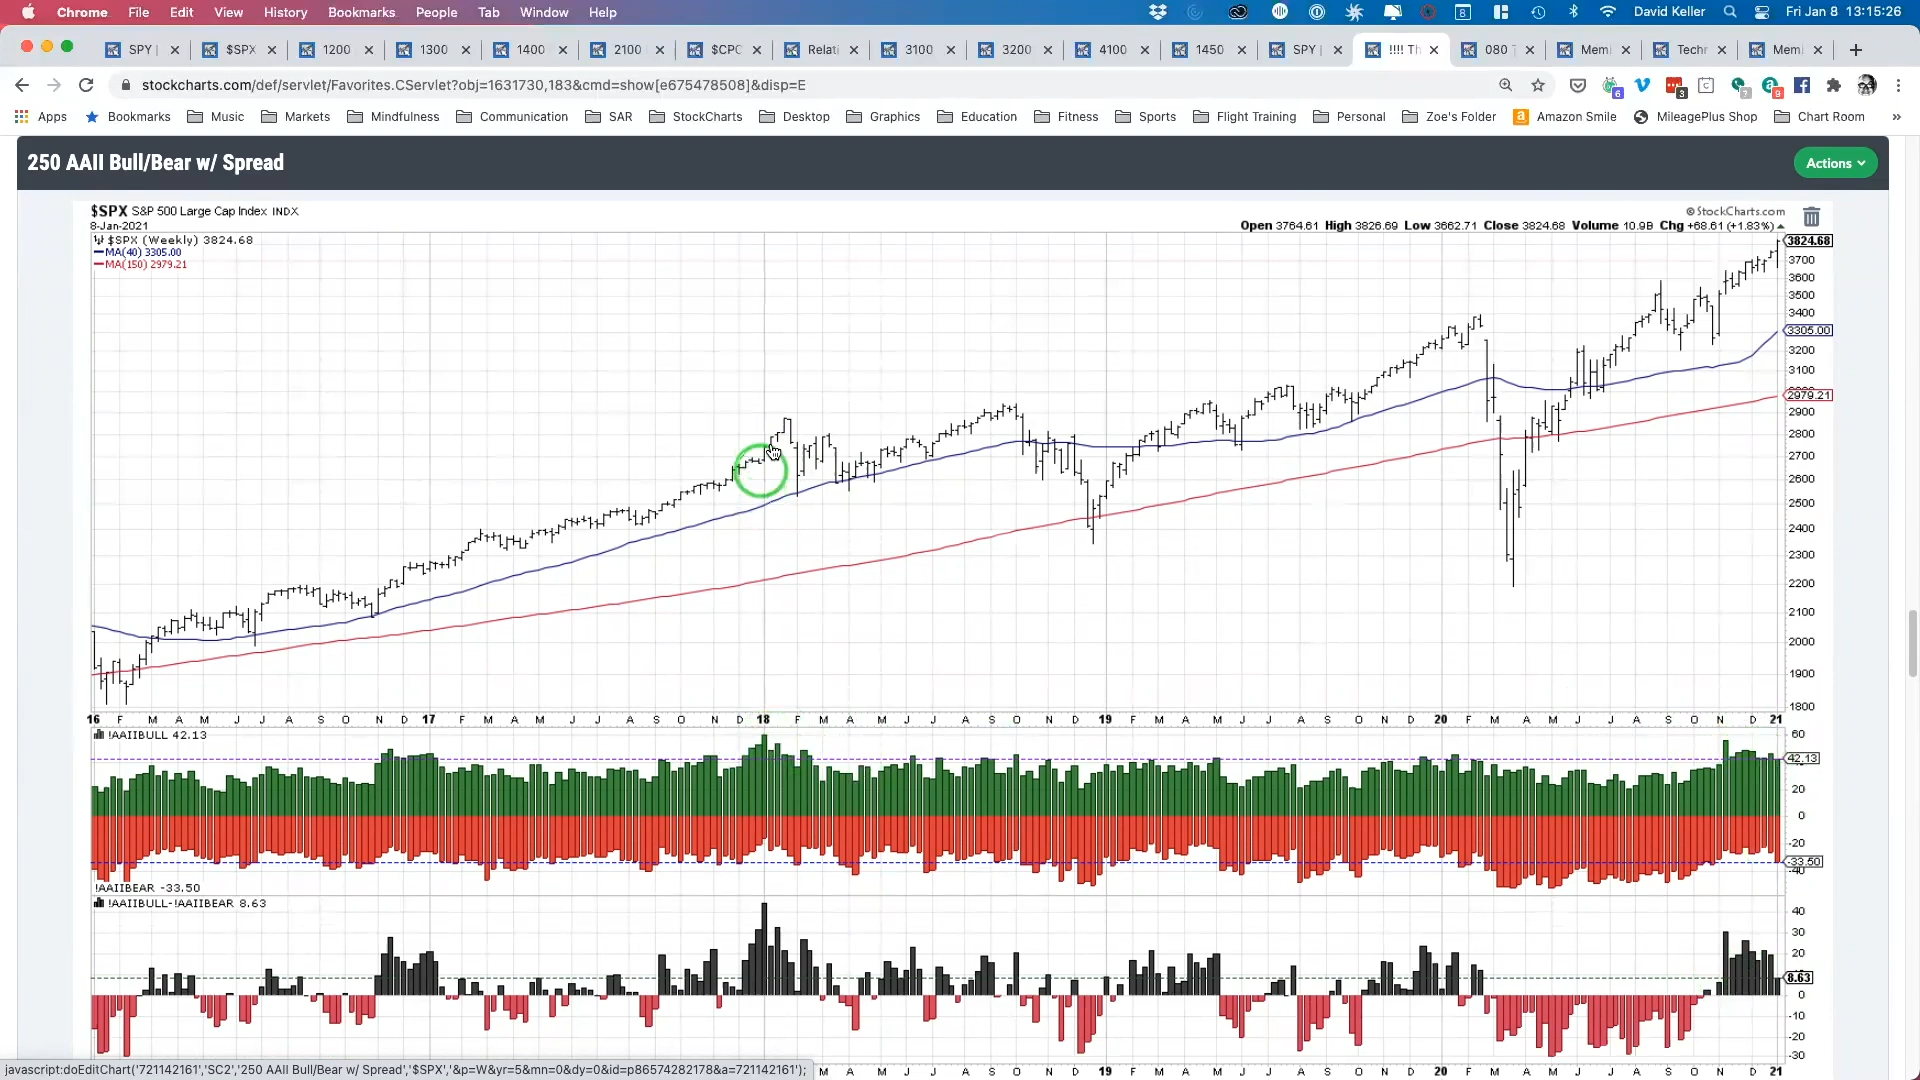 Chrome File Edit View History Bookmarks People Tab Window Help David Keller Fri Jan 8 13:15:26
SPY | $SPX 1200 1300 1400 2100 $CPC Relati 3100 3200 4100 1450 SPY | !!!! Th 080 Memb Techn Memb
stockcharts.com/def/servlet/Favorites.CServlet?obj=1631730,183&cmd=show[e675478508]&disp=E
Apps Bookmarks Music Markets Mindfulness Communication SAR StockCharts Desktop Graphics Education Fitness Sports Flight Training Personal Zoe's Folder Amazon Smile MileagePlus Shop Chart Room »
250 AAII Bull/Bear w/ Spread
Actions
$SPX S&P 500 Large Cap Index INDX
© StockCharts.com
8-Jan-2021
Open 3764.61 High 3826.69 Low 3662.71 Close 3824.68 Volume 10.9B Chg +68.61 (+1.83%)
$SPX (Weekly) 3824.68
MA(40) 3305.00
MA(150) 2979.21
3824.68
3700
3600
3500
3400
3305.00
3200
3100
2979.21
2900
2800
2700
2600
2500
2400
2300
2200
2100
2000
1900
1800
16 F M A M J J A S O N D 17 F M A M J J A S O N D 18 F M A M J J A S O N D 19 F M A M J J A S O N D 20 F M A M J J A S O N D 21
!AAIIBULL 42.13
60
42.13
20
0
-20
-33.50
-40
!AAIIBEAR -33.50
!AAIIBULL-!AAIIBEAR 8.63
40
30
20
8.63
0
-10
-20
-30
javascript:doEditChart('721142161','SC2','250 AAII Bull/Bear w/ Spread','$SPX','&p=W&yr=5&mn=0&dy=0&id=p86574282178&a=721142161');
M A M J J A S O N D 19 F M A M J J A S O N D 20 F M A M J J A S O N D 21